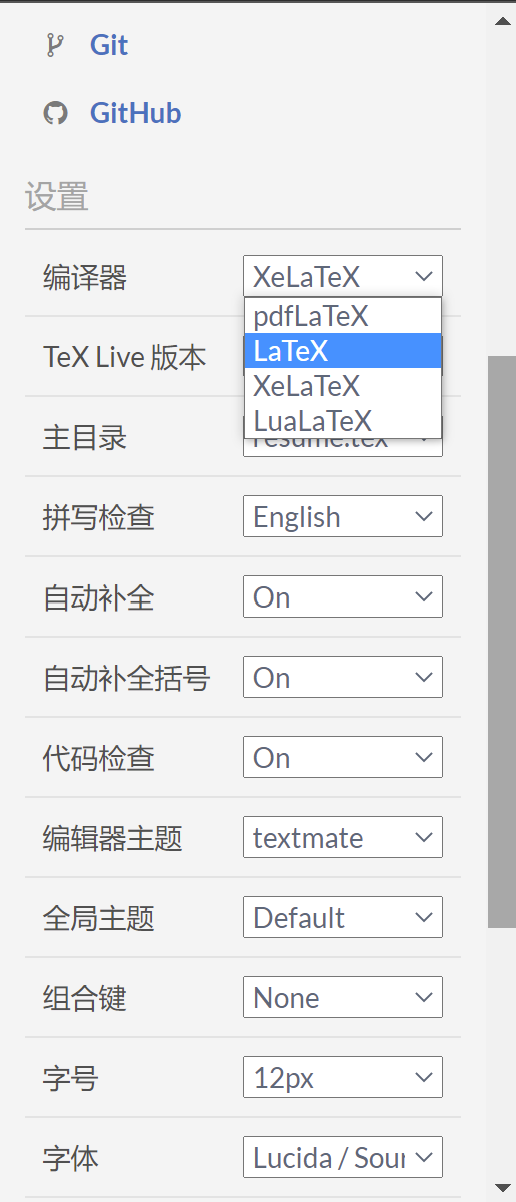 Git
GitHub
设置
编译器 XeLaTeX
pdfLaTeX
TeX Live 版本 LaTeX
XeLaTeX
LuaLaTeX
主目录 resume.tex
拼写检查 English
自动补全 On
自动补全括号 On
代码检查 On
编辑器主题 textmate
全局主题 Default
组合键 None
字号 12px
字体 Lucida / Sour